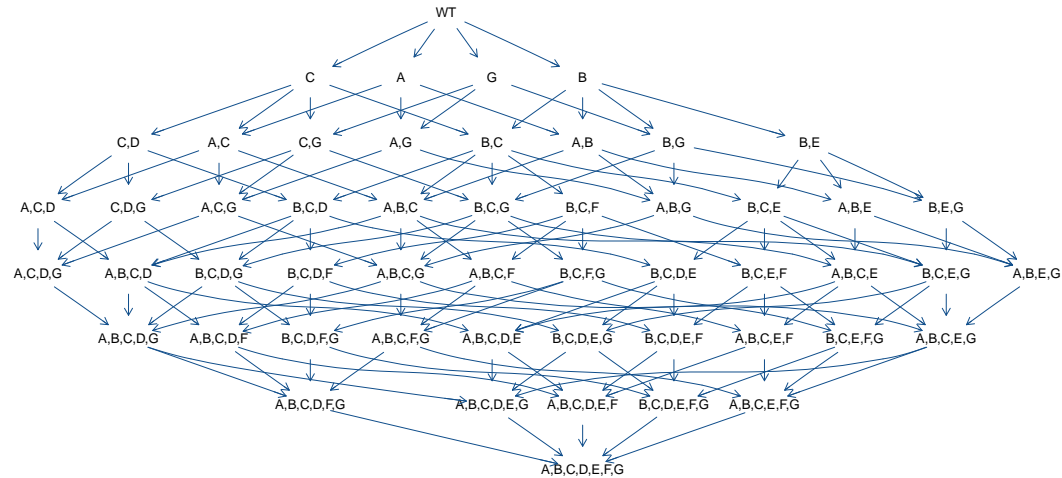 WT
C A G B
C,D A,C C,G A,G B,C A,B B,G B,E
A,C,D C,D,G A,C,G B,C,D A,B,C B,C,G B,C,F A,B,G B,C,E A,B,E B,E,G
A,C,D,G A,B,C,D B,C,D,G B,C,D,F A,B,C,G A,B,C,F B,C,F,G B,C,D,E B,C,E,F A,B,C,E B,C,E,G A,B,E,G
A,B,C,D,G A,B,C,D,F B,C,D,F,G A,B,C,F,G A,B,C,D,E B,C,D,E,G B,C,D,E,F A,B,C,E,F B,C,E,F,G A,B,C,E,G
A,B,C,D,F,G A,B,C,D,E,G A,B,C,D,E,F B,C,D,E,F,G A,B,C,E,F,G
A,B,C,D,E,F,G